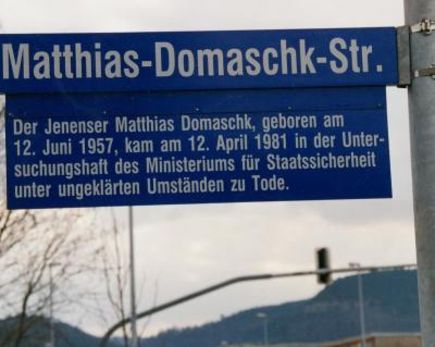 Matthias-Domaschk-Str.
Der Jenenser Matthias Domaschk, geboren am
12. Juni 1957, kam am 12. April 1981 in der Unter-
suchungshaft des Ministeriums für Staatssicherheit
unter ungeklärten Umständen zu Tode.